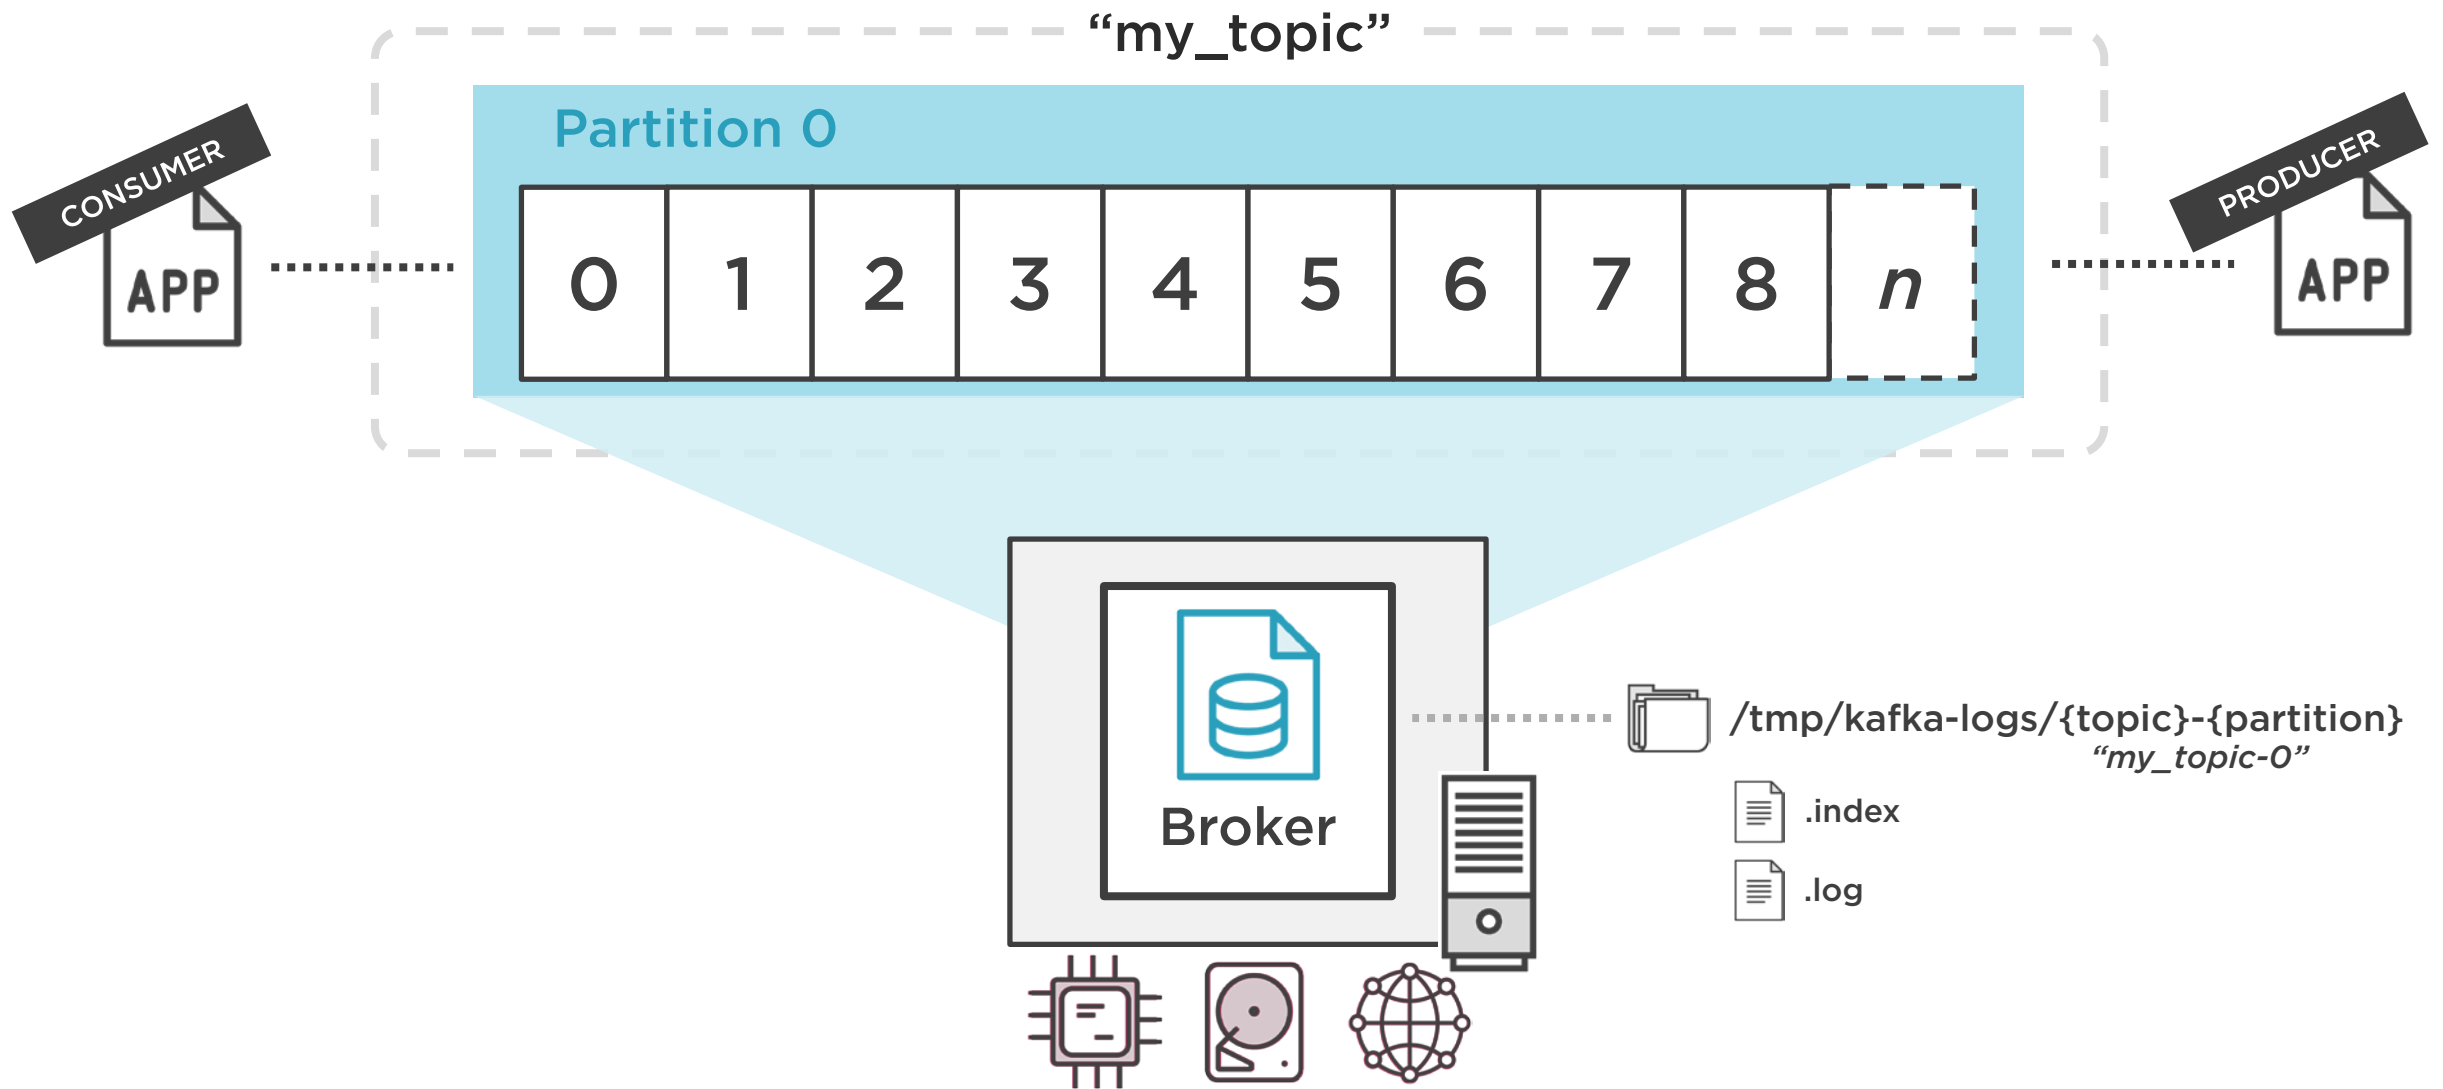 “my_topic”
Partition 0
CONSUMER
PRODUCER
APP
0 1 2 3 4 5 6 7 8 n
APP
Broker
/tmp/kafka-logs/{topic}-{partition}
“my_topic-0”
.index
.log